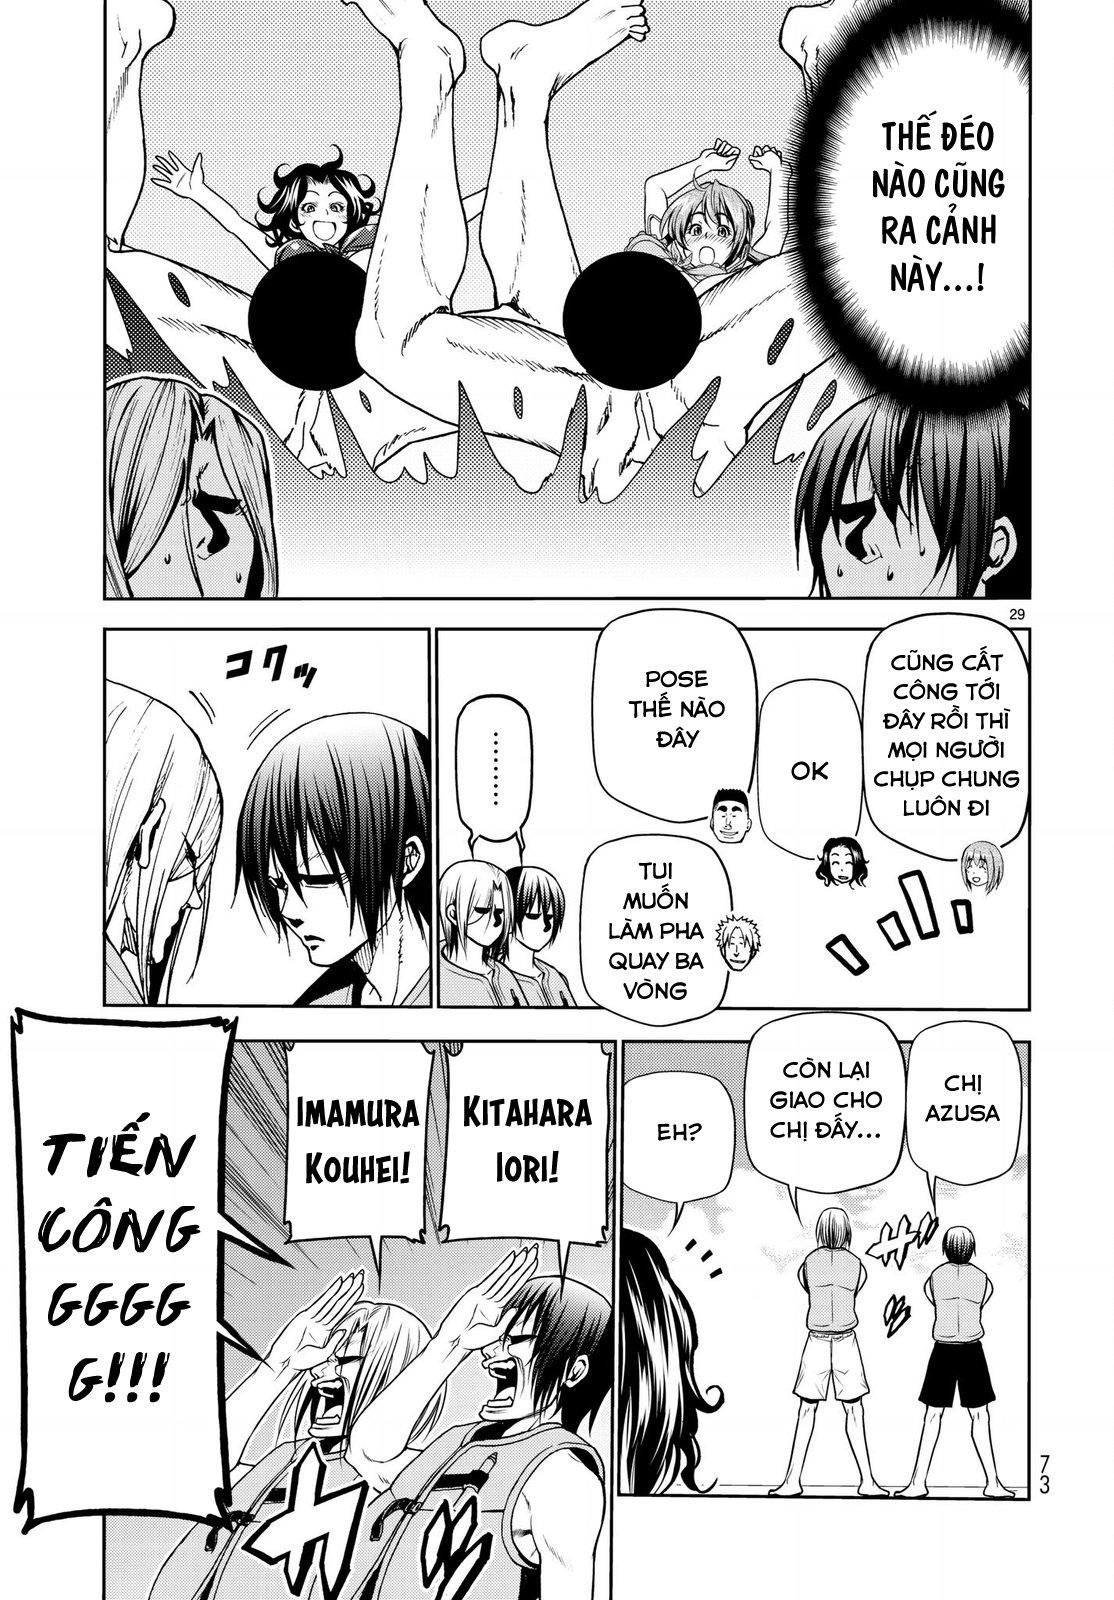 THẾ ĐÉO
NÀO CŨNG
RA CẢNH
NÀY...!
29
CŨNG CẤT
CÔNG TỚI
ĐÂY RỒI THÌ
MỌI NGƯỜI
CHỤP CHUNG
LUÔN ĐI
OK
POSE
THẾ NÀO
ĐÂY
TUI
MUỐN
LÀM PHA
QUAY BA
VÒNG
.........
コクッ
CHỊ
AZUSA
CÒN LẠI
GIAO CHO
CHỊ ĐẤY...
EH?
KITAHARA
IORI!
IMAMURA
KOUHEI!
TIẾN
CÔNG
GGGG
G!!!
73